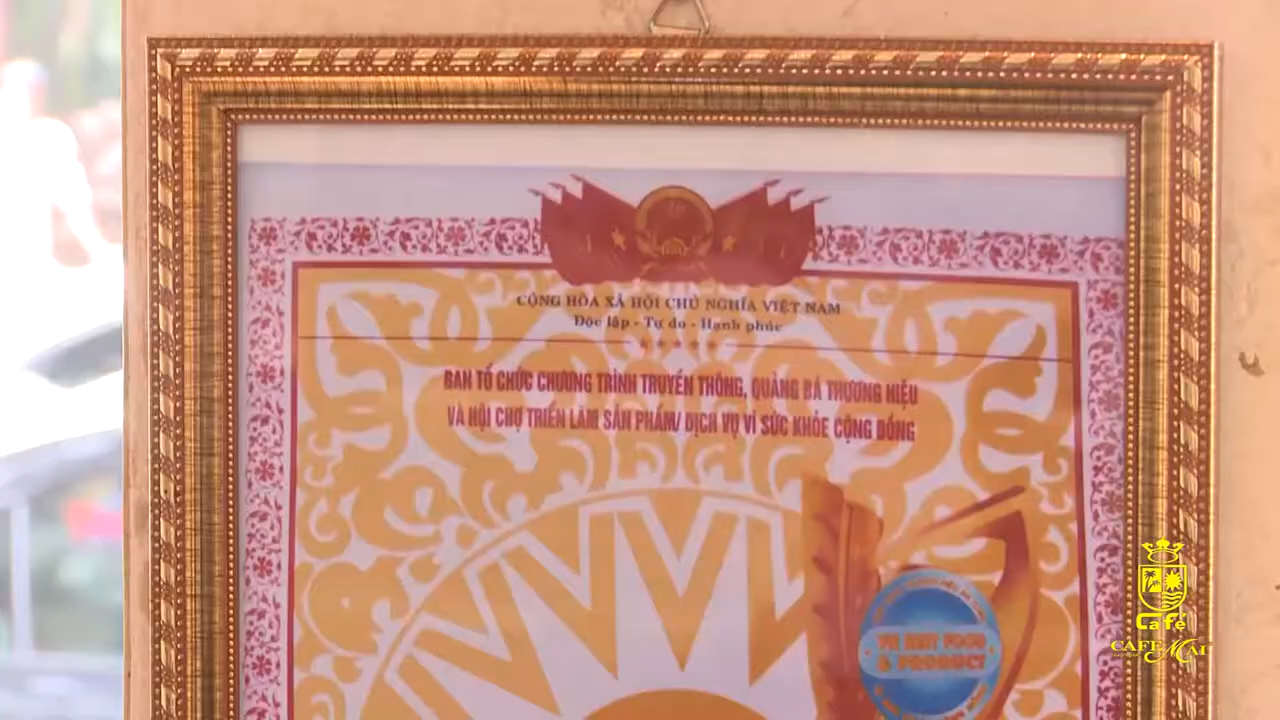 CỘNG HÒA XÃ HỘI CHỦ NGHĨA VIỆT NAM
Độc lập - Tự do - Hạnh phúc
BAN TỔ CHỨC CHƯƠNG TRÌNH TRUYỀN THÔNG, QUẢNG BÁ THƯƠNG HIỆU
VÀ HỘI CHỢ TRIỂN LÃM SẢN PHẨM/ DỊCH VỤ VÌ SỨC KHỎE CỘNG ĐỒNG
FOOD
& PRODUCT
Café
CAFE MAI